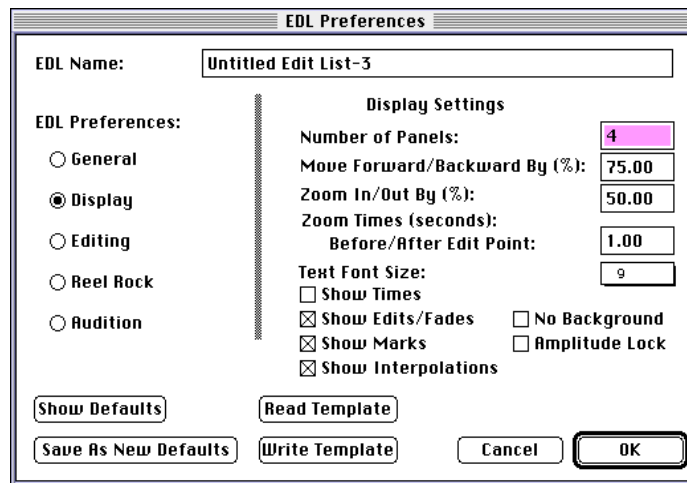 EDL Preferences
EDL Name: Untitled Edit List-3
EDL Preferences:
General
Display
Editing
Reel Rock
Audition
Display Settings
Number of Panels: 4
Move Forward/Backward By (%): 75.00
Zoom In/Out By (%): 50.00
Zoom Times (seconds):
Before/After Edit Point: 1.00
Text Font Size: 9
Show Times
Show Edits/Fades No Background
Show Marks Amplitude Lock
Show Interpolations
Show Defaults Read Template
Save As New Defaults Write Template Cancel OK